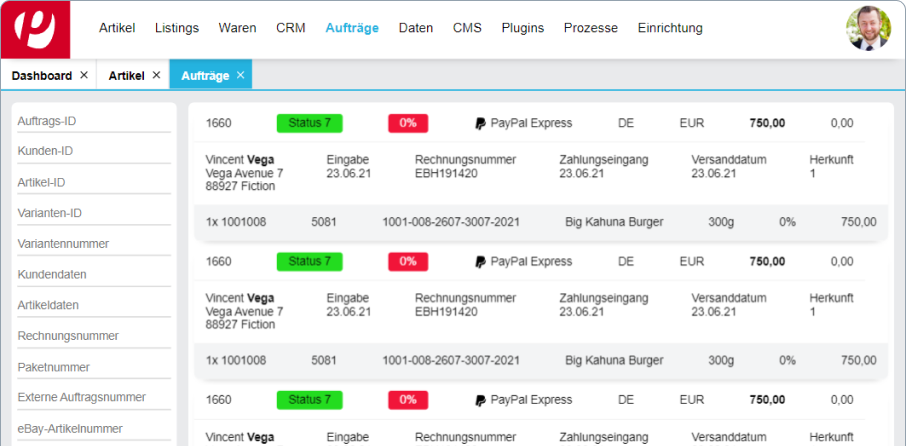 Artikel Listings Waren CRM Aufträge Daten CMS Plugins Prozesse Einrichtung
Dashboard × Artikel × Aufträge ×
Auftrags-ID
Kunden-ID
Artikel-ID
Varianten-ID
Variantennummer
Kundendaten
Artikeldaten
Rechnungsnummer
Paketnummer
Externe Auftragsnummer
eBay-Artikelnummer
1660 Status 7 0% PayPal Express DE EUR 750,00 0,00
Vincent Vega Eingabe Rechnungsnummer Zahlungseingang Versanddatum Herkunft
Vega Avenue 7 23.06.21 EBH191420 23.06.21 23.06.21 1
88927 Fiction
1x 1001008 5081 1001-008-2607-3007-2021 Big Kahuna Burger 300g 0% 750,00
1660 Status 7 0% PayPal Express DE EUR 750,00 0,00
Vincent Vega Eingabe Rechnungsnummer Zahlungseingang Versanddatum Herkunft
Vega Avenue 7 23.06.21 EBH191420 23.06.21 23.06.21 1
88927 Fiction
1x 1001008 5081 1001-008-2607-3007-2021 Big Kahuna Burger 300g 0% 750,00
1660 Status 7 0% PayPal Express DE EUR 750,00 0,00
Vincent Vega Eingabe Rechnungsnummer Zahlungseingang Versanddatum Herkunft